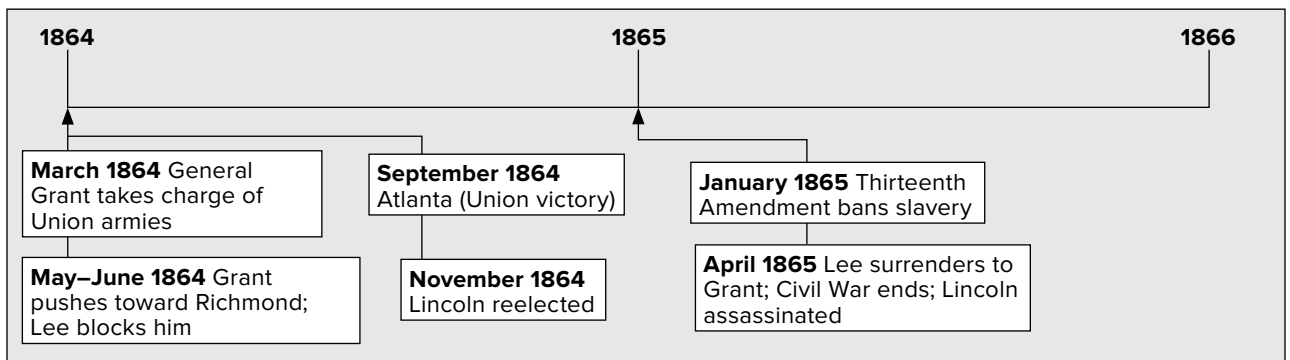 1864
1865
1866
March 1864 General
Grant takes charge of
Union armies
May–June 1864 Grant
pushes toward Richmond;
Lee blocks him
September 1864
Atlanta (Union victory)
November 1864
Lincoln reelected
January 1865 Thirteenth
Amendment bans slavery
April 1865 Lee surrenders to
Grant; Civil War ends; Lincoln
assassinated